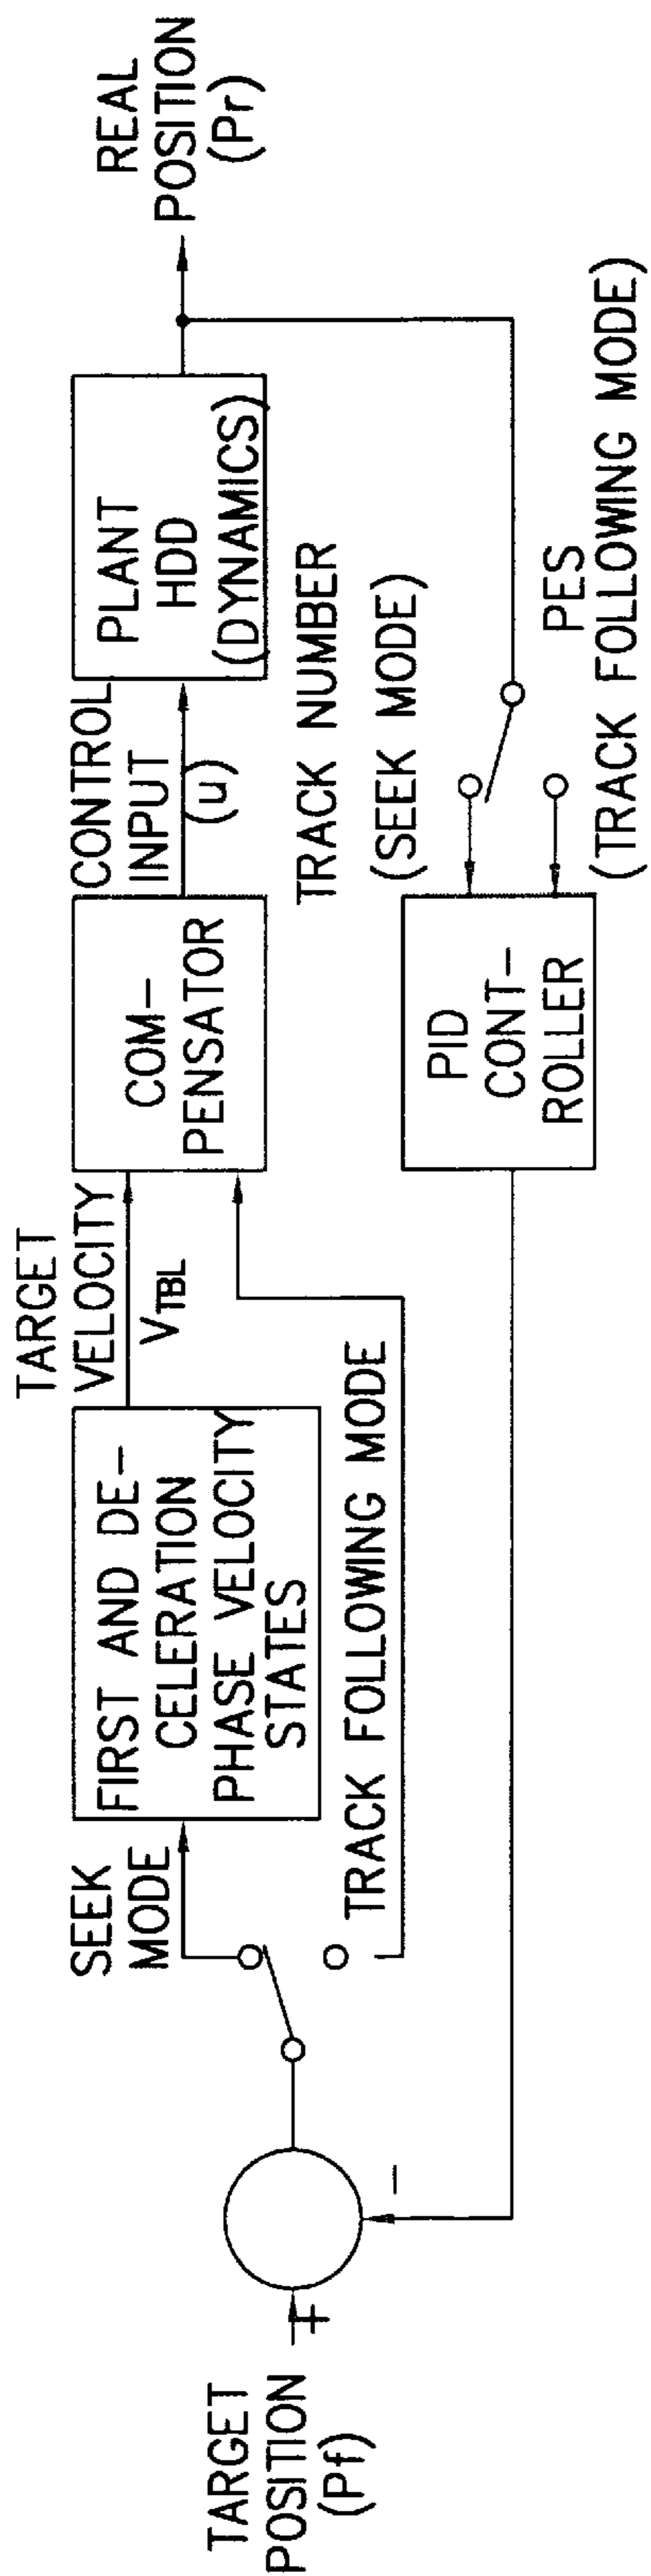 TARGET
POSITION
(Pf)
+
-
SEEK
MODE
FIRST AND DE-
CELERATION
PHASE VELOCITY
STATES
TRACK FOLLOWING MODE
TARGET
VELOCITY
VTBL
COM-
PENSATOR
CONTROL
INPUT
(u)
PLANT
HDD
(DYNAMICS)
REAL
POSITION
(Pr)
TRACK NUMBER
(SEEK MODE)
PID
CONT-
ROLLER
PES
(TRACK FOLLOWING MODE)